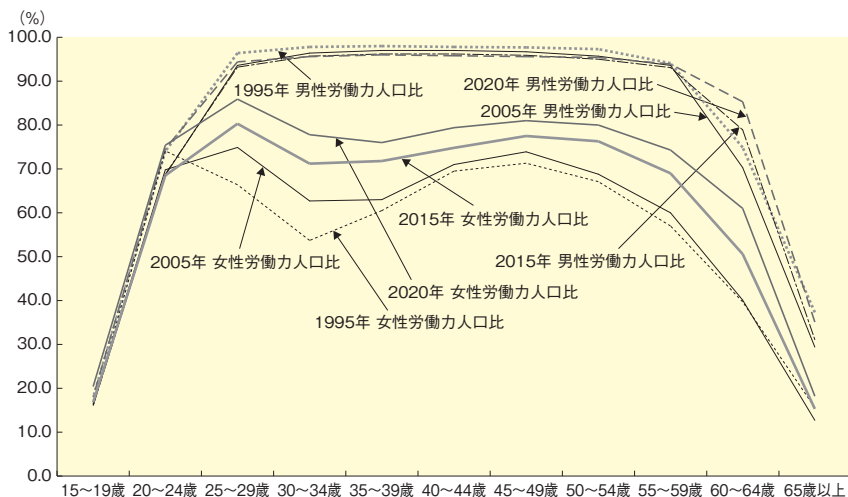 (%)
100.0
90.0
80.0
70.0
60.0
50.0
40.0
30.0
20.0
10.0
0.0
1995年 男性労働力人口比
2020年 男性労働力人口比
2005年 男性労働力人口比
2015年 女性労働力人口比
2005年 女性労働力人口比
2015年 男性労働力人口比
2020年 女性労働力人口比
1995年 女性労働力人口比
15〜19歳 20〜24歳 25〜29歳 30〜34歳 35〜39歳 40〜44歳 45〜49歳 50〜54歳 55〜59歳 60〜64歳 65歳以上